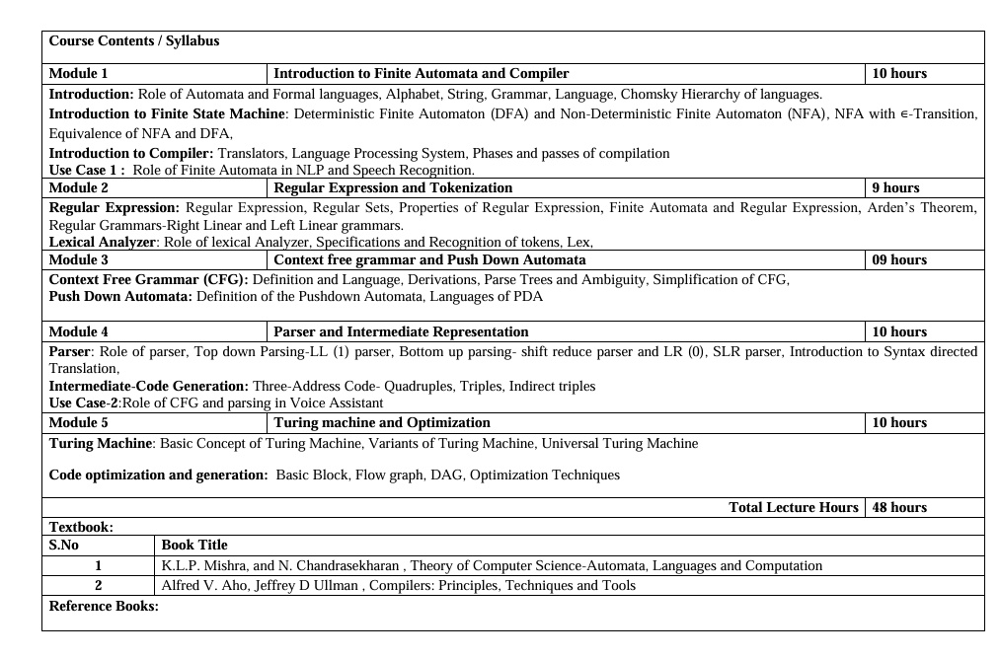 Course Contents / Syllabus
Module 1 Introduction to Finite Automata and Compiler 10 hours
Introduction: Role of Automata and Formal languages, Alphabet, String, Grammar, Language, Chomsky Hierarchy of languages.
Introduction to Finite State Machine: Deterministic Finite Automaton (DFA) and Non-Deterministic Finite Automaton (NFA), NFA with ∊-Transition,
Equivalence of NFA and DFA,
Introduction to Compiler: Translators, Language Processing System, Phases and passes of compilation
Use Case 1 : Role of Finite Automata in NLP and Speech Recognition.
Module 2 Regular Expression and Tokenization 9 hours
Regular Expression: Regular Expression, Regular Sets, Properties of Regular Expression, Finite Automata and Regular Expression, Arden's Theorem,
Regular Grammars-Right Linear and Left Linear grammars.
Lexical Analyzer: Role of lexical Analyzer, Specifications and Recognition of tokens, Lex,
Module 3 Context free grammar and Push Down Automata 09 hours
Context Free Grammar (CFG): Definition and Language, Derivations, Parse Trees and Ambiguity, Simplification of CFG,
Push Down Automata: Definition of the Pushdown Automata, Languages of PDA
Module 4 Parser and Intermediate Representation 10 hours
Parser: Role of parser, Top down Parsing-LL (1) parser, Bottom up parsing- shift reduce parser and LR (0), SLR parser, Introduction to Syntax directed
Translation,
Intermediate-Code Generation: Three-Address Code- Quadruples, Triples, Indirect triples
Use Case-2:Role of CFG and parsing in Voice Assistant
Module 5 Turing machine and Optimization 10 hours
Turing Machine: Basic Concept of Turing Machine, Variants of Turing Machine, Universal Turing Machine
Code optimization and generation: Basic Block, Flow graph, DAG, Optimization Techniques
Total Lecture Hours 48 hours
Textbook:
S.No Book Title
1 K.L.P. Mishra, and N. Chandrasekharan , Theory of Computer Science-Automata, Languages and Computation
2 Alfred V. Aho, Jeffrey D Ullman , Compilers: Principles, Techniques and Tools
Reference Books: